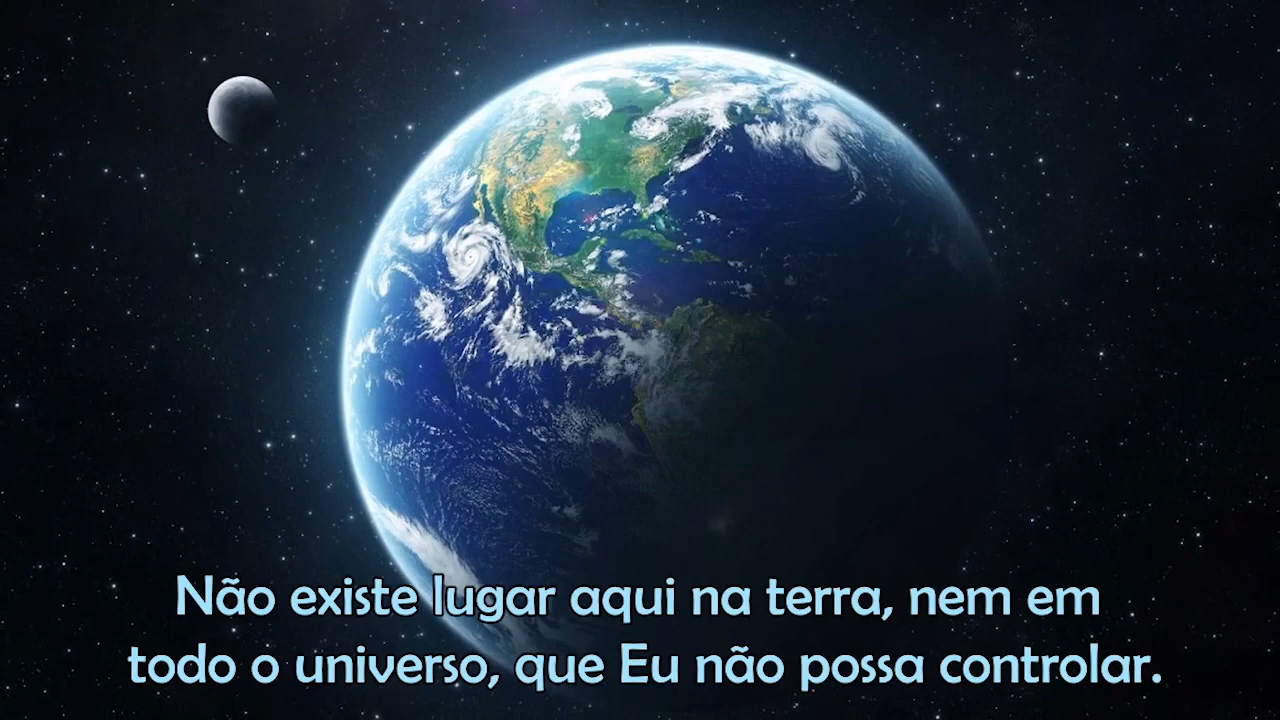 Não existe lugar aqui na terra, nem em
todo o universo, que Eu não possa controlar.